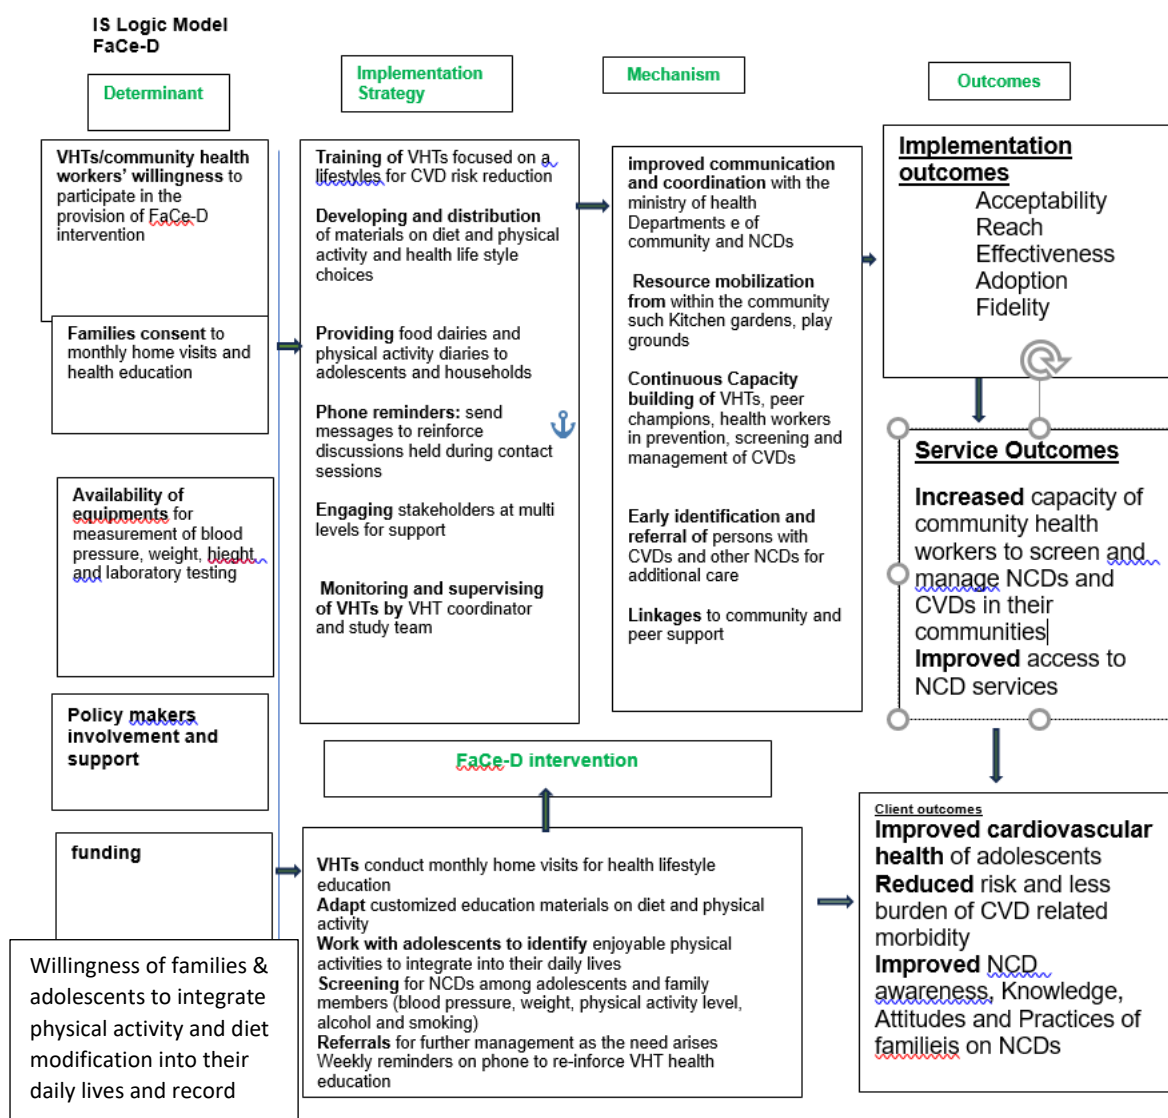 IS Logic Model
FaCe-D
Determinant
Implementation
Strategy
Mechanism
Outcomes
VHTs/community health
workers’ willingness to
participate in the
provision of FaCe-D
intervention
Families consent to
monthly home visits and
health education
Availability of
equipments for
measurement of blood
pressure, weight, hieght,
and laboratory testing
Policy makers
involvement and
support
funding
Willingness of families &
adolescents to integrate
physical activity and diet
modification into their
daily lives and record
Training of VHTs focused on a
lifestyles for CVD risk reduction
Developing and distribution
of materials on diet and physical
activity and health life style
choices
Providing food dairies and
physical activity diaries to
adolescents and households
Phone reminders: send
messages to reinforce
discussions held during contact
sessions
Engaging stakeholders at multi
levels for support
Monitoring and supervising
of VHTs by VHT coordinator
and study team
improved communication
and coordination with the
ministry of health
Departments e of
community and NCDs
Resource mobilization
from within the community
such Kitchen gardens, play
grounds
Continuous Capacity
building of VHTs, peer
champions, health workers
in prevention, screening and
management of CVDs
Early identification and
referral of persons with
CVDs and other NCDs for
additional care
Linkages to community and
peer support
Implementation
outcomes
Acceptability
Reach
Effectiveness
Adoption
Fidelity
Service Outcomes
Increased capacity of
community health
workers to screen and
manage NCDs and
CVDs in their
communities
Improved access to
NCD services
FaCe-D intervention
VHTs conduct monthly home visits for health lifestyle
education
Adapt customized education materials on diet and physical
activity
Work with adolescents to identify enjoyable physical
activities to integrate into their daily lives
Screening for NCDs among adolescents and family
members (blood pressure, weight, physical activity level,
alcohol and smoking)
Referrals for further management as the need arises
Weekly reminders on phone to re-inforce VHT health
education
Client outcomes
Improved cardiovascular
health of adolescents
Reduced risk and less
burden of CVD related
morbidity
Improved NCD
awareness, Knowledge,
Attitudes and Practices of
familieis on NCDs